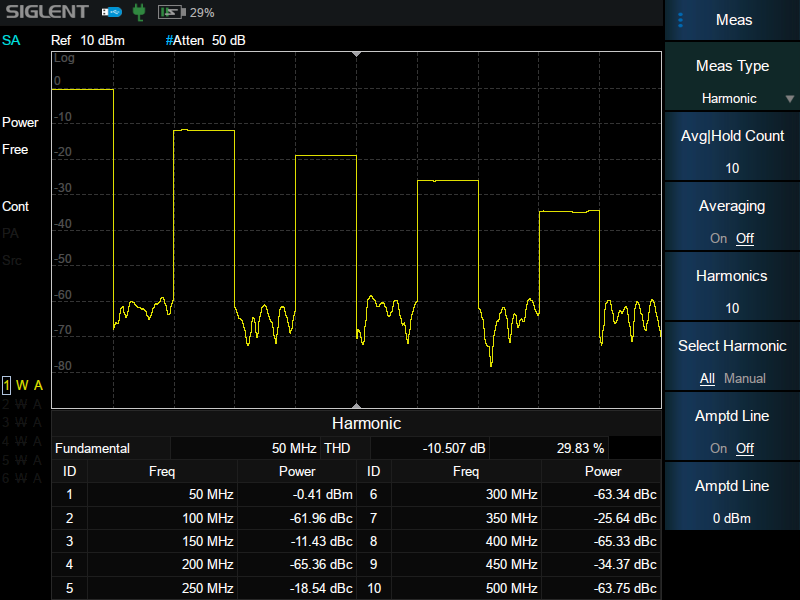 SIGLENT 29%
SA Ref 10 dBm #Atten 50 dB
Log
0
-10
-20
-30
-40
-50
-60
-70
-80
Power
Free
Cont
PA
Src
1 W A
2 W A
3 W A
4 W A
5 W A
6 W A
Harmonic
Fundamental 50 MHz THD -10.507 dB 29.83 %
ID Freq Power ID Freq Power
1 50 MHz -0.41 dBm 6 300 MHz -63.34 dBc
2 100 MHz -61.96 dBc 7 350 MHz -25.64 dBc
3 150 MHz -11.43 dBc 8 400 MHz -65.33 dBc
4 200 MHz -65.36 dBc 9 450 MHz -34.37 dBc
5 250 MHz -18.54 dBc 10 500 MHz -63.75 dBc
Meas
Meas Type
Harmonic
Avg|Hold Count
10
Averaging
On Off
Harmonics
10
Select Harmonic
All Manual
Amptd Line
On Off
Amptd Line
0 dBm